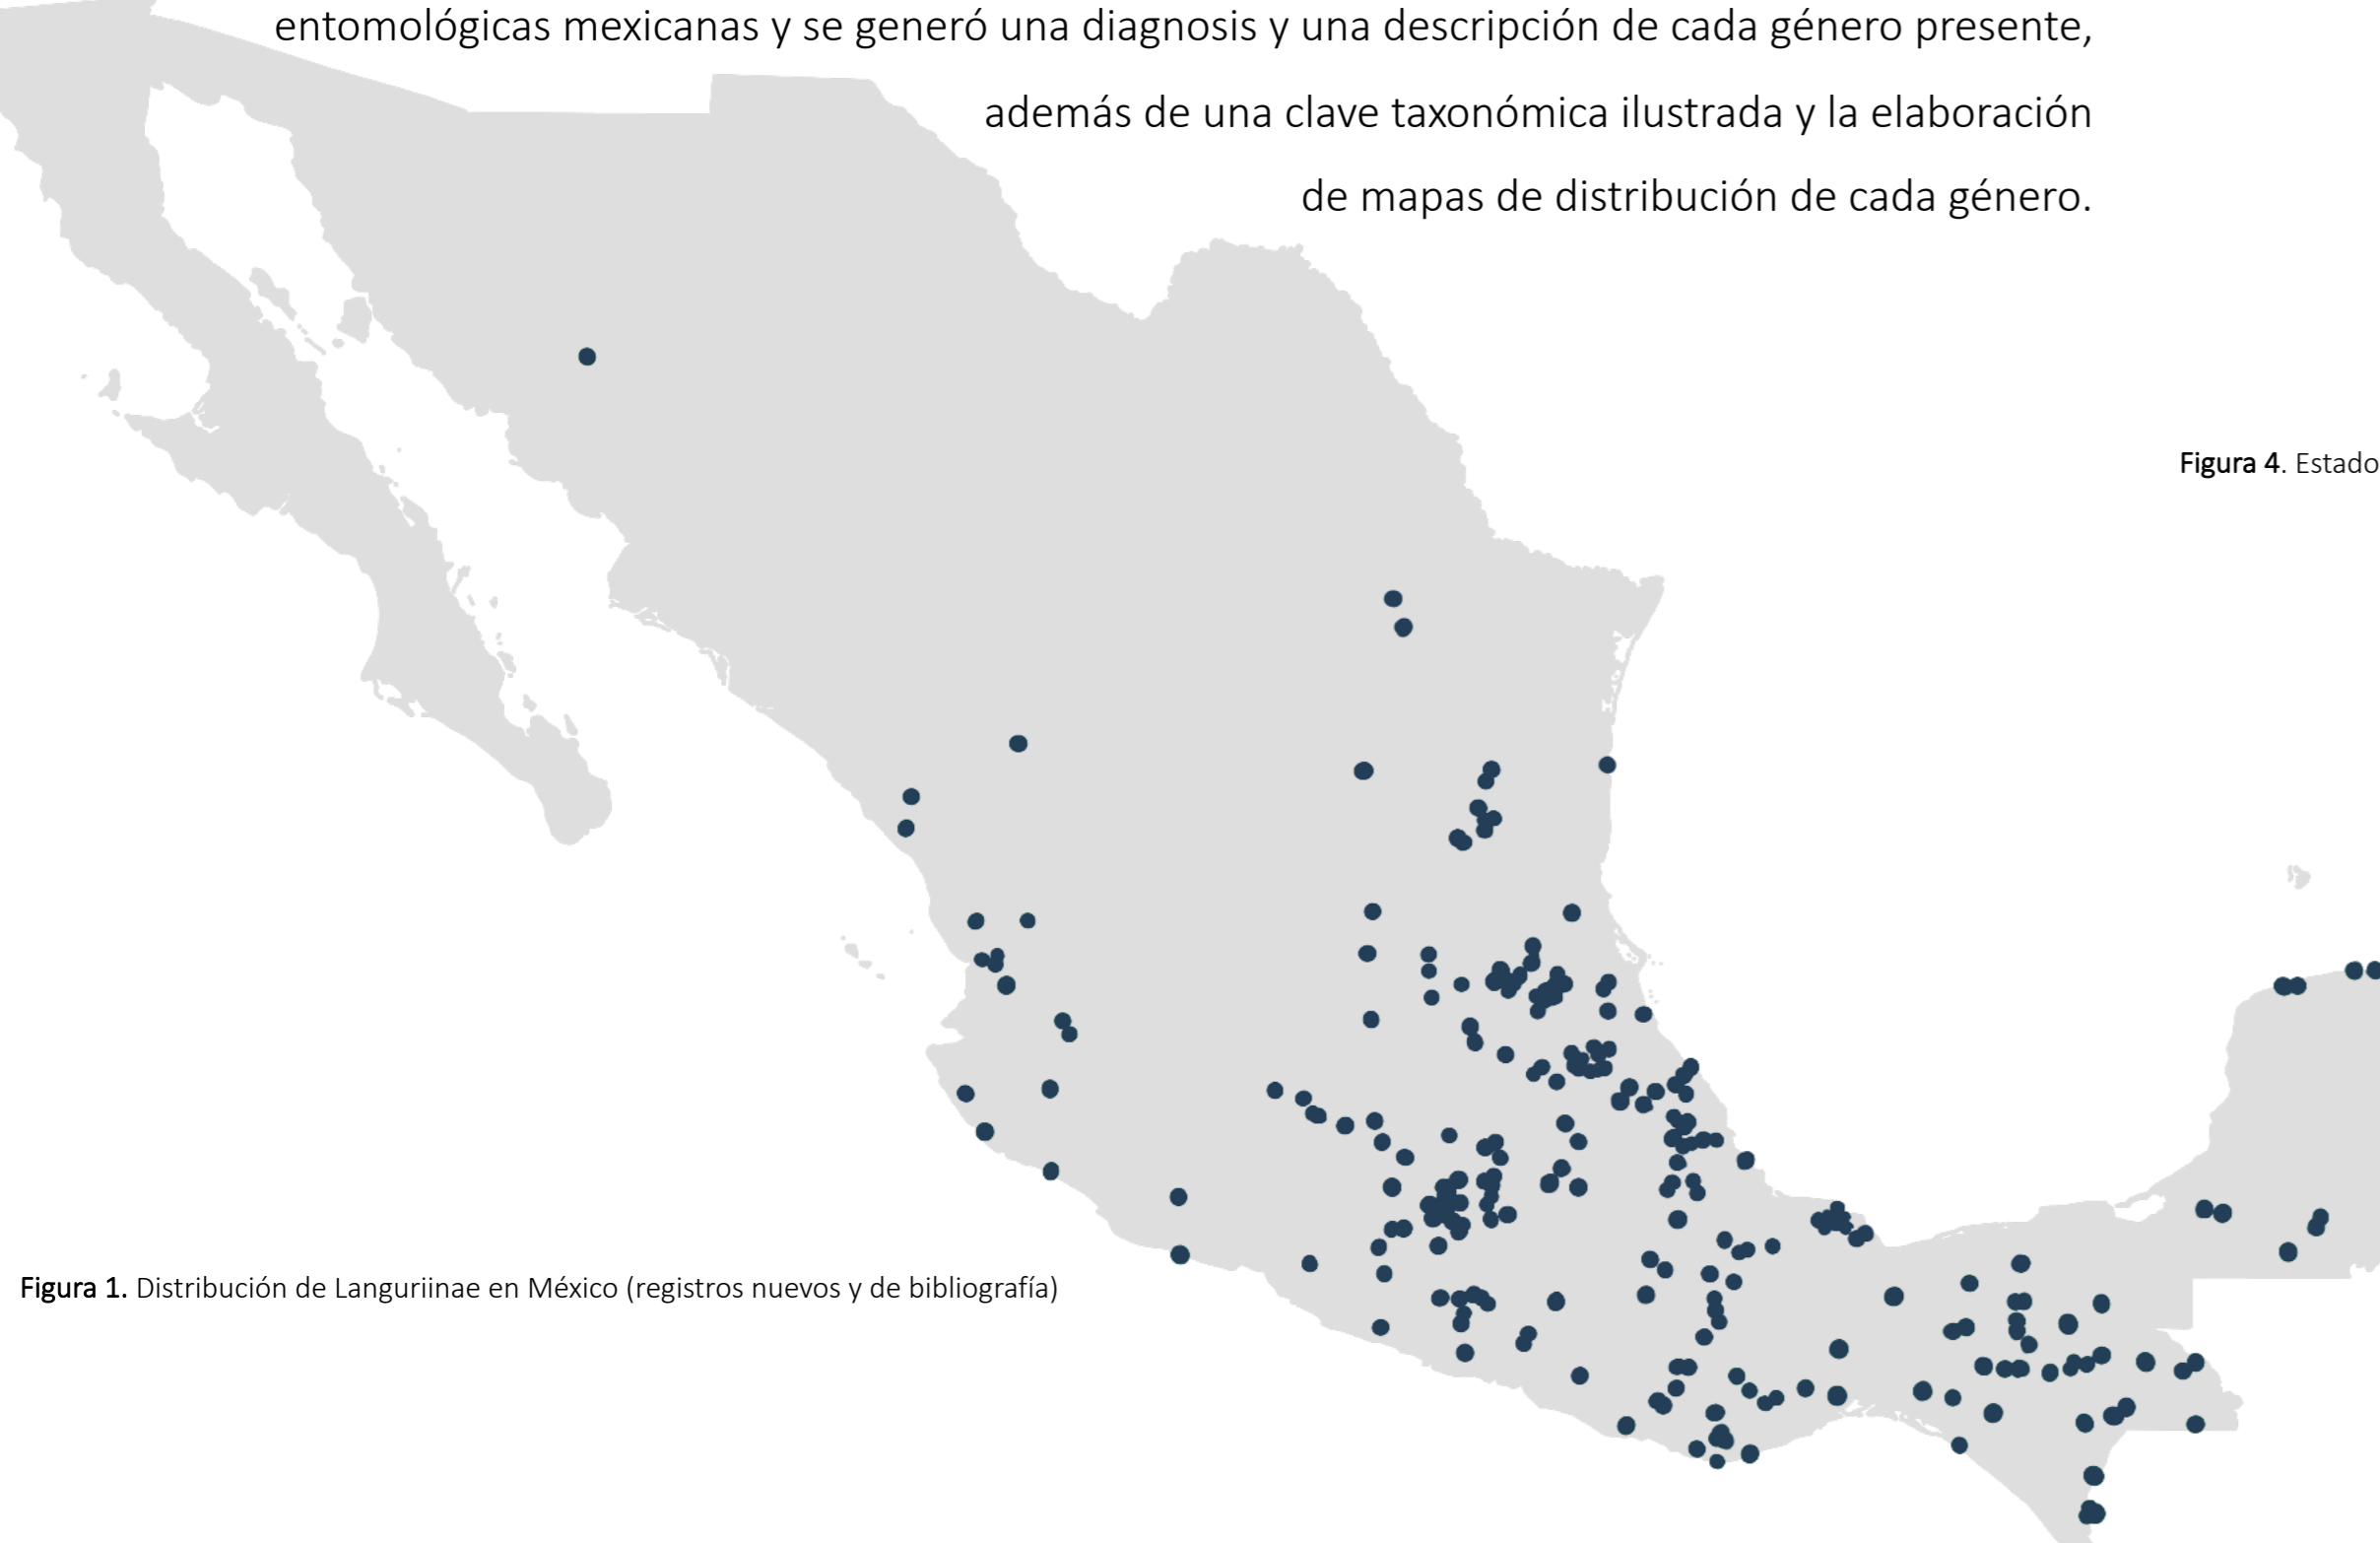 entomológicas mexicanas y se generó una diagnosis y una descripción de cada género presente,
además de una clave taxonómica ilustrada y la elaboración
de mapas de distribución de cada género.
Figura 4. Estado
Figura 1. Distribución de Languriinae en México (registros nuevos y de bibliografía)